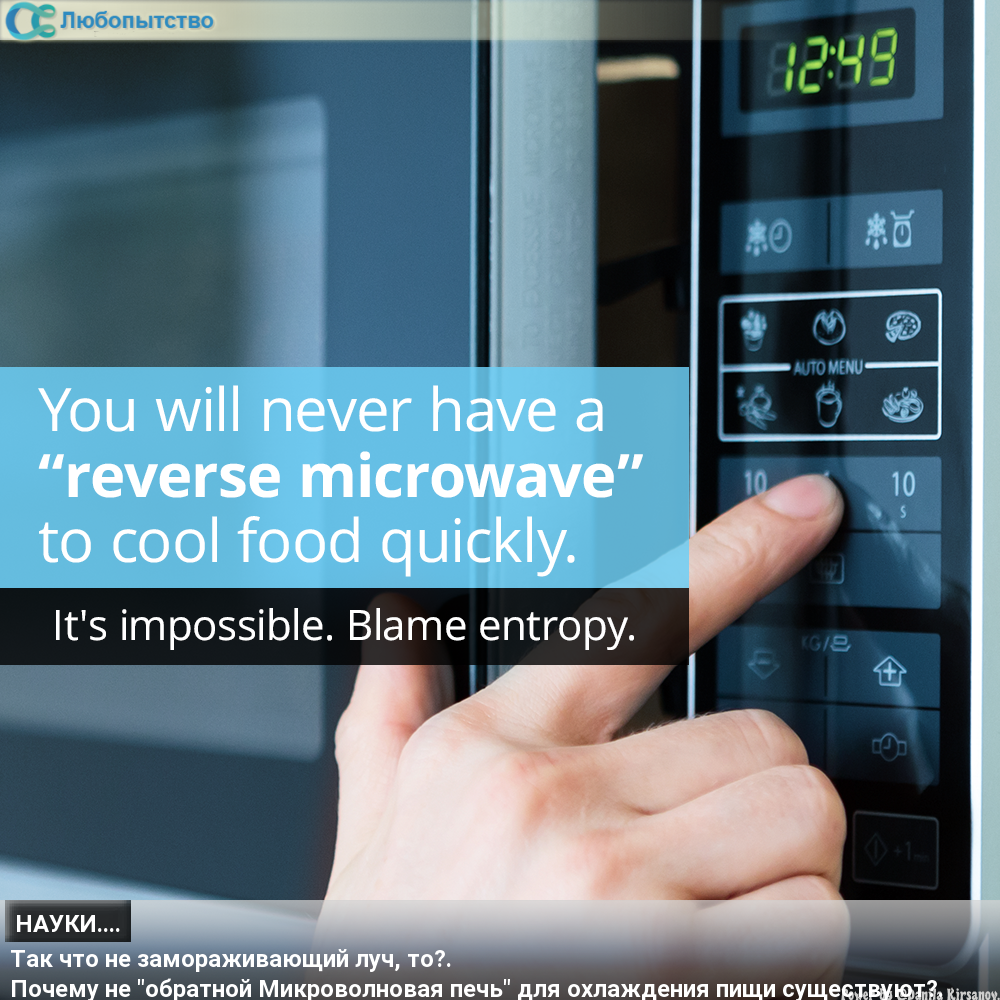 Любопытство
12:49
AUTO MENU
You will never have a
“reverse microwave”
to cool food quickly.
10
10
S
It's impossible. Blame entropy.
KG/
+1min
НАУКИ....
Так что не замораживающий луч, то?.
Почему не "обратной Микроволновая печь" для охлаждения пищи существуют?